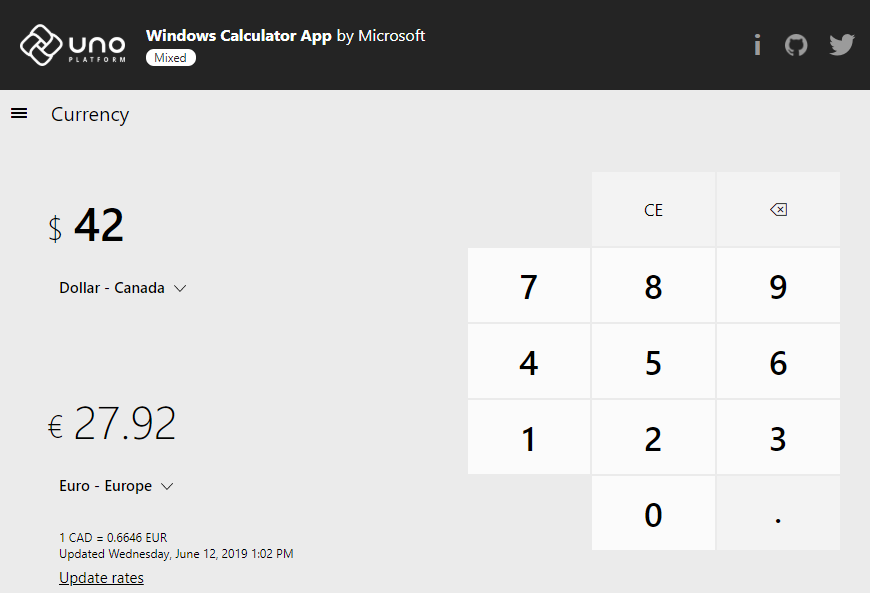 UNO
PLATFORM
Windows Calculator App by Microsoft
Mixed
Currency
$ 42
Dollar - Canada
€ 27.92
Euro - Europe
1 CAD = 0.6646 EUR
Updated Wednesday, June 12, 2019 1:02 PM
Update rates
CE
7 8 9
4 5 6
1 2 3
0 .